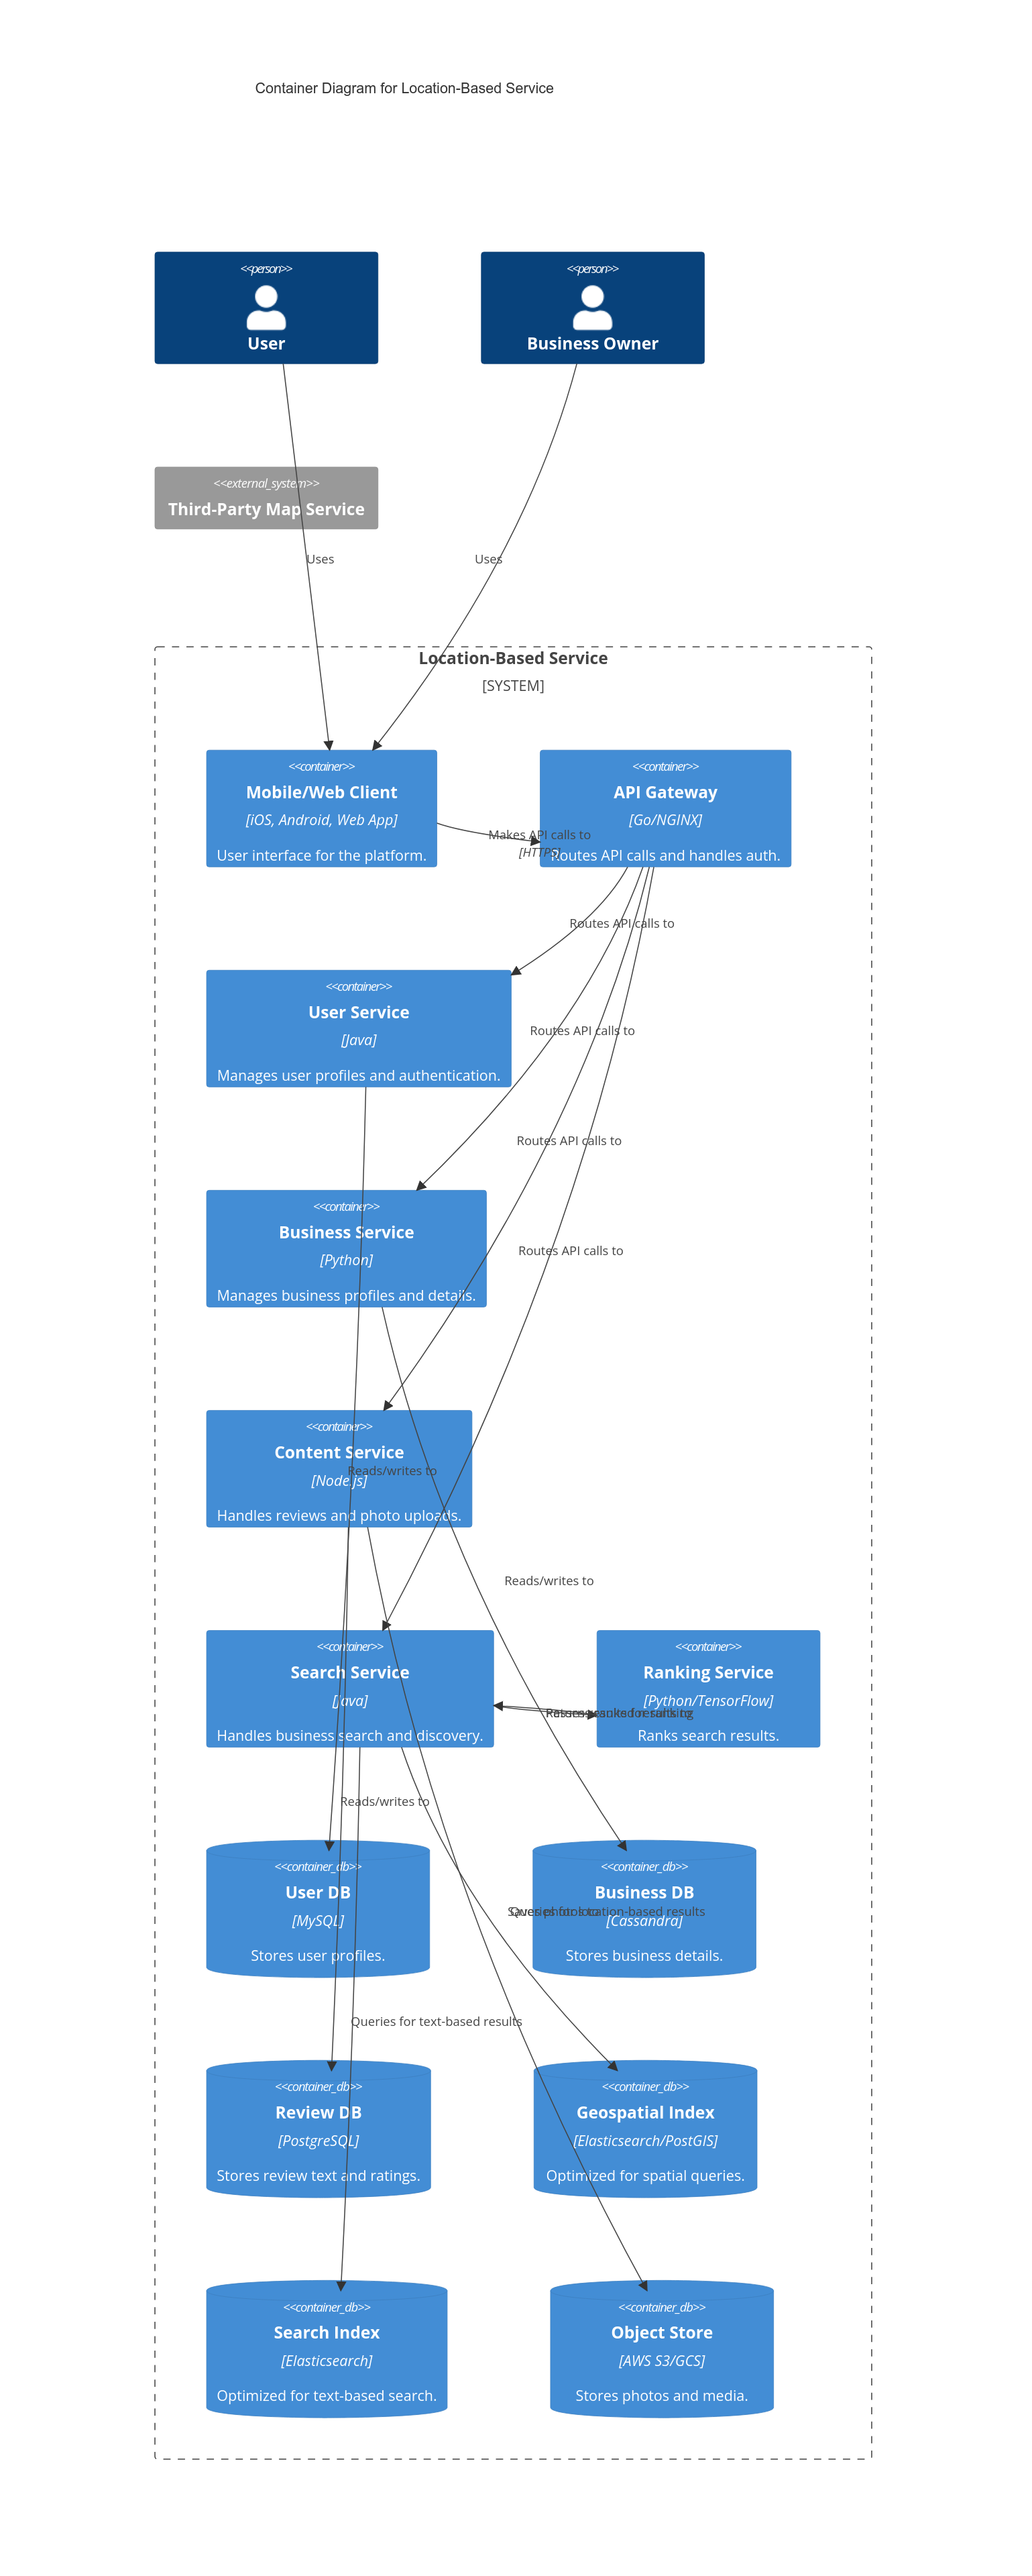 Container Diagram for Location-Based Service
<<person>>
User
<<person>>
Business Owner
<<external_system>>
Third-Party Map Service
Uses
Uses
Location-Based Service
[SYSTEM]
<<container>>
Mobile/Web Client
[iOS, Android, Web App]
User interface for the platform.
<<container>>
API Gateway
[Go/NGINX]
Routes API calls and handles auth.
Makes API calls to
[HTTPS]
Routes API calls to
<<container>>
User Service
[Java]
Manages user profiles and authentication.
Routes API calls to
Routes API calls to
<<container>>
Business Service
[Python]
Manages business profiles and details.
Routes API calls to
<<container>>
Content Service
[Node.js]
Handles reviews and photo uploads.
Reads/writes to
Reads/writes to
<<container>>
Search Service
[Java]
Handles business search and discovery.
<<container>>
Ranking Service
[Python/TensorFlow]
Ranks search results.
Reads/writes to
<<container_db>>
User DB
[MySQL]
Stores user profiles.
<<container_db>>
Business DB
[Cassandra]
Stores business details.
Saves photos to
Queries for location-based results
Queries for text-based results
<<container_db>>
Review DB
[PostgreSQL]
Stores review text and ratings.
<<container_db>>
Geospatial Index
[Elasticsearch/PostGIS]
Optimized for spatial queries.
<<container_db>>
Search Index
[Elasticsearch]
Optimized for text-based search.
<<container_db>>
Object Store
[AWS S3/GCS]
Stores photos and media.